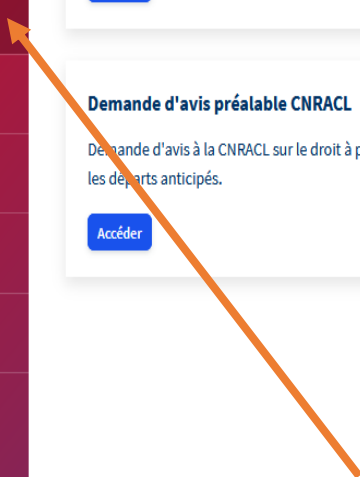 Demande d'avis préalable CNRACL
Demande d'avis à la CNRACL sur le droit à
les départs anticipés.
Accéder